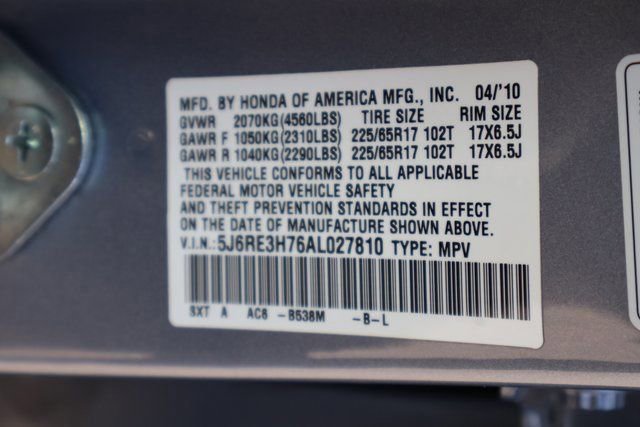 MFD. BY HONDA OF AMERICA MFG., INC. 04/'10
GVWR 2070KG(4560LBS) TIRE SIZE RIM SIZE
GAWR F 1050KG(2310LBS) 225/65R17 102T 17X6.5J
GAWR R 1040KG(2290LBS) 225/65R17 102T 17X6.5J
THIS VEHICLE CONFORMS TO ALL APPLICABLE
FEDERAL MOTOR VEHICLE SAFETY
AND THEFT PREVENTION STANDARDS IN EFFECT
ON THE DATE OF MANUFACTURE SHOWN ABOVE.
V.I.N.: 5J6RE3H76AL027810 TYPE: MPV
SXT A AC6 -B538M -B-L